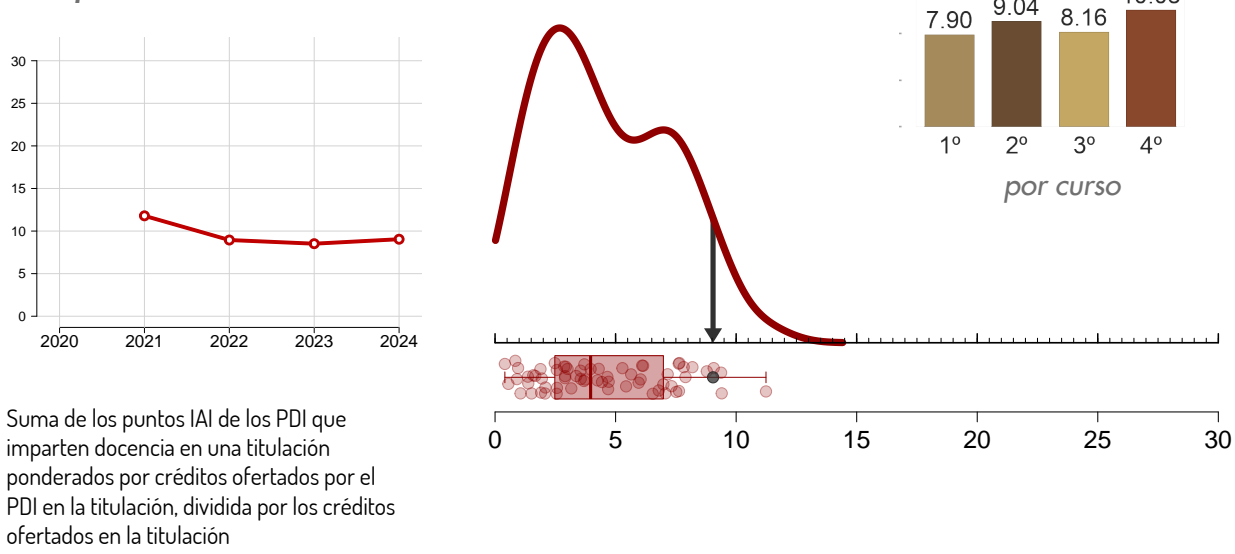 7.90
9.04
8.16
1º
2º
3º
4º
por curso
30
25
20
15
10
5
0
2020
2021
2022
2023
2024
0
5
10
15
20
25
30
Suma de los puntos IAI de los PDI que
imparten docencia en una titulación
ponderados por créditos ofertados por el
PDI en la titulación, dividida por los créditos
ofertados en la titulación